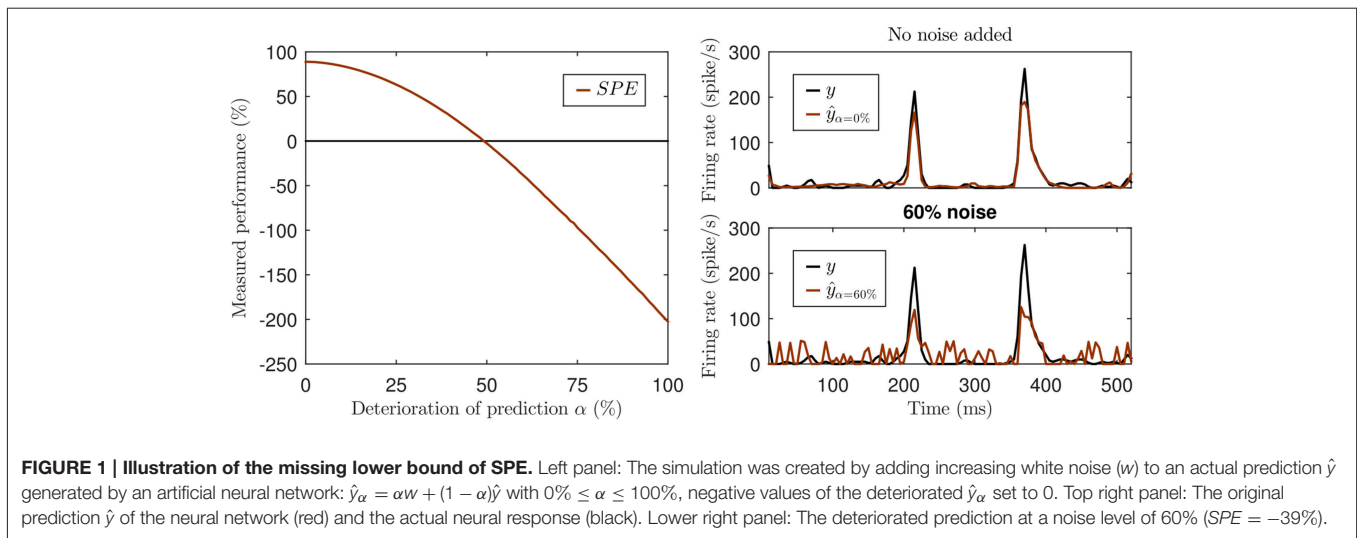 100
50
0
-50
-100
-150
-200
-250
Measured performance (%)
SPE
0 25 50 75 100
Deterioration of prediction α (%)
No noise added
300
200
100
0
Firing rate (spike/s)
y
ŷα=0%
60% noise
300
200
100
0
Firing rate (spike/s)
y
ŷα=60%
100 200 300 400 500
Time (ms)
FIGURE 1 | Illustration of the missing lower bound of SPE. Left panel: The simulation was created by adding increasing white noise (w) to an actual prediction ŷ
generated by an artificial neural network: ŷα = αw + (1 − α)ŷ with 0% ≤ α ≤ 100%, negative values of the deteriorated ŷα set to 0. Top right panel: The original
prediction ŷ of the neural network (red) and the actual neural response (black). Lower right panel: The deteriorated prediction at a noise level of 60% (SPE = −39%).